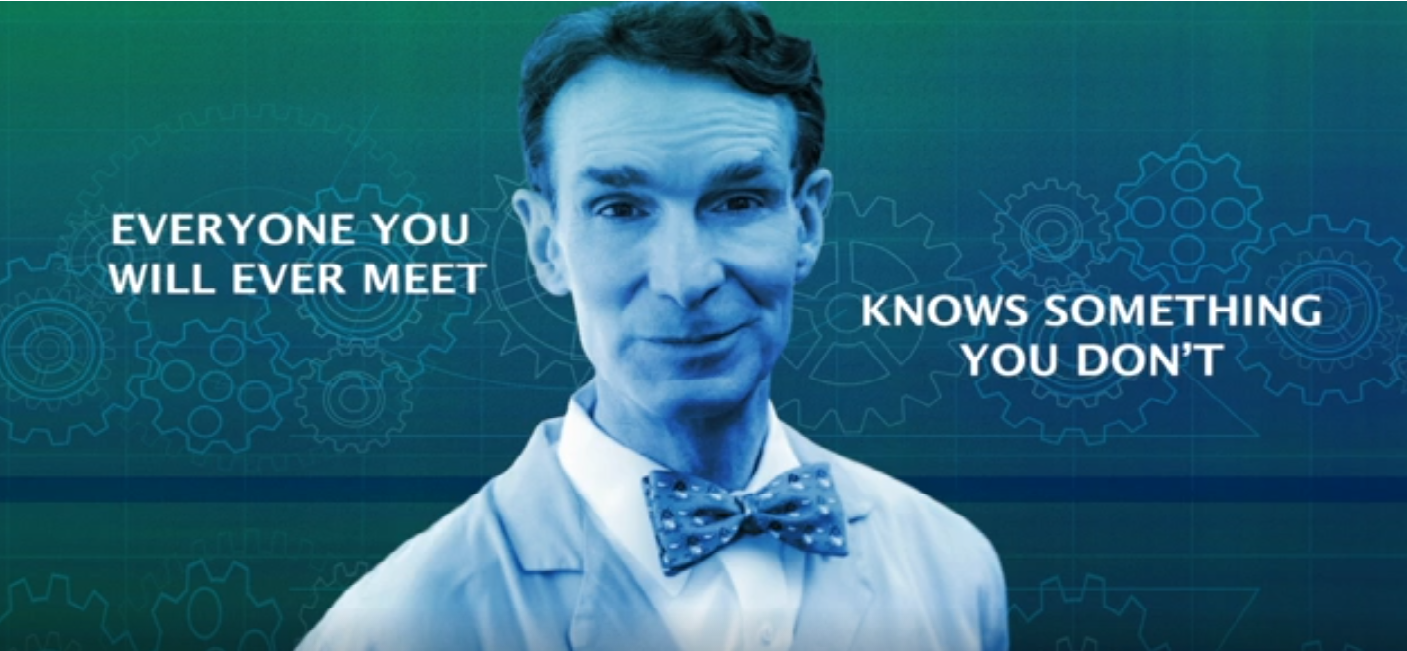 EVERYONE YOU
WILL EVER MEET
KNOWS SOMETHING
YOU DON'T